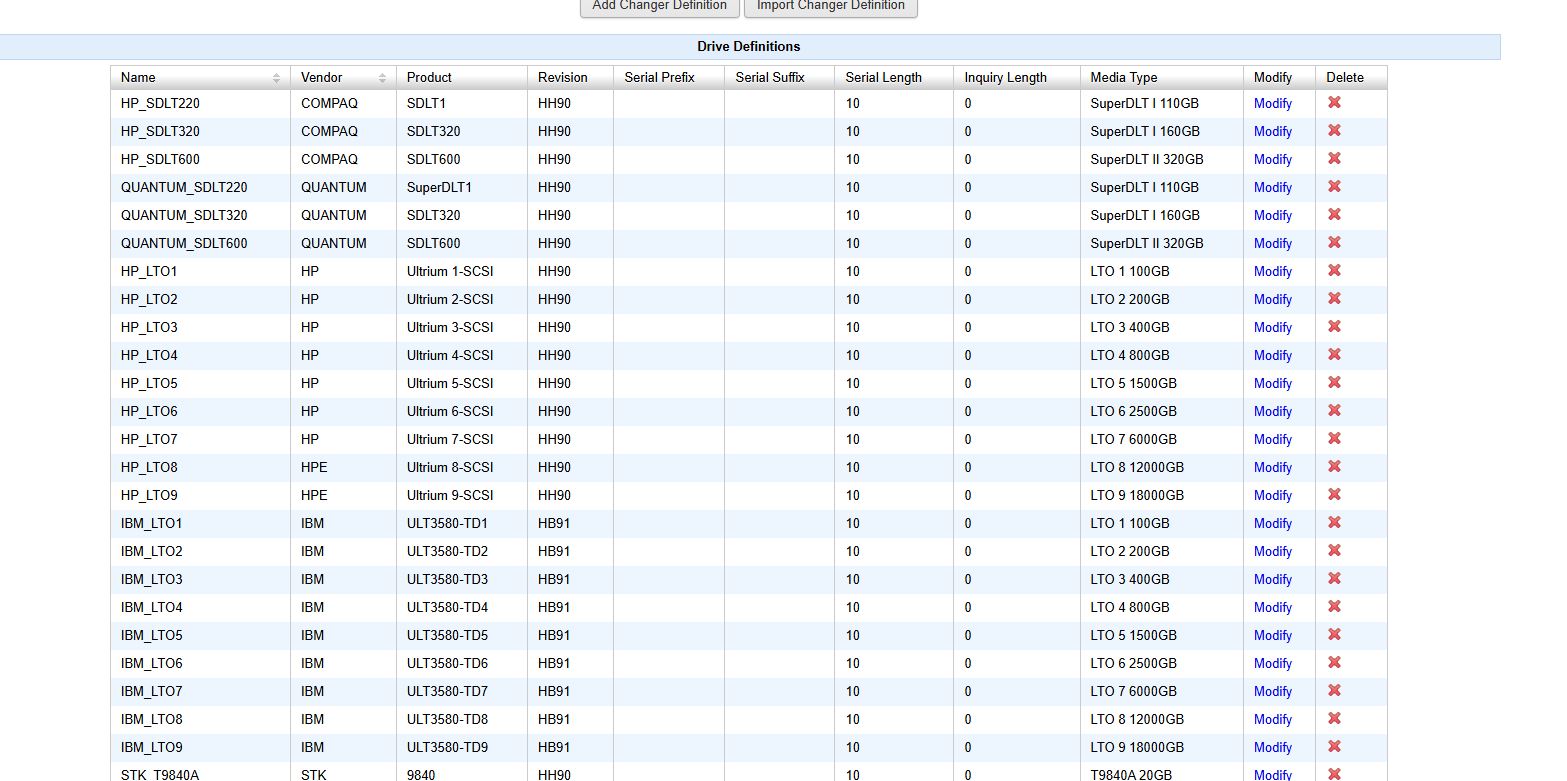 Add Changer Definition Import Changer Definition
Drive Definitions
Name Vendor Product Revision Serial Prefix Serial Suffix Serial Length Inquiry Length Media Type Modify Delete
HP_SDLT220 COMPAQ SDLT1 HH90 10 0 SuperDLT I 110GB Modify
HP_SDLT320 COMPAQ SDLT320 HH90 10 0 SuperDLT I 160GB Modify
HP_SDLT600 COMPAQ SDLT600 HH90 10 0 SuperDLT II 320GB Modify
QUANTUM_SDLT220 QUANTUM SuperDLT1 HH90 10 0 SuperDLT I 110GB Modify
QUANTUM_SDLT320 QUANTUM SDLT320 HH90 10 0 SuperDLT I 160GB Modify
QUANTUM_SDLT600 QUANTUM SDLT600 HH90 10 0 SuperDLT II 320GB Modify
HP_LTO1 HP Ultrium 1-SCSI HH90 10 0 LTO 1 100GB Modify
HP_LTO2 HP Ultrium 2-SCSI HH90 10 0 LTO 2 200GB Modify
HP_LTO3 HP Ultrium 3-SCSI HH90 10 0 LTO 3 400GB Modify
HP_LTO4 HP Ultrium 4-SCSI HH90 10 0 LTO 4 800GB Modify
HP_LTO5 HP Ultrium 5-SCSI HH90 10 0 LTO 5 1500GB Modify
HP_LTO6 HP Ultrium 6-SCSI HH90 10 0 LTO 6 2500GB Modify
HP_LTO7 HP Ultrium 7-SCSI HH90 10 0 LTO 7 6000GB Modify
HP_LTO8 HPE Ultrium 8-SCSI HH90 10 0 LTO 8 12000GB Modify
HP_LTO9 HPE Ultrium 9-SCSI HH90 10 0 LTO 9 18000GB Modify
IBM_LTO1 IBM ULT3580-TD1 HB91 10 0 LTO 1 100GB Modify
IBM_LTO2 IBM ULT3580-TD2 HB91 10 0 LTO 2 200GB Modify
IBM_LTO3 IBM ULT3580-TD3 HB91 10 0 LTO 3 400GB Modify
IBM_LTO4 IBM ULT3580-TD4 HB91 10 0 LTO 4 800GB Modify
IBM_LTO5 IBM ULT3580-TD5 HB91 10 0 LTO 5 1500GB Modify
IBM_LTO6 IBM ULT3580-TD6 HB91 10 0 LTO 6 2500GB Modify
IBM_LTO7 IBM ULT3580-TD7 HB91 10 0 LTO 7 6000GB Modify
IBM_LTO8 IBM ULT3580-TD8 HB91 10 0 LTO 8 12000GB Modify
IBM_LTO9 IBM ULT3580-TD9 HB91 10 0 LTO 9 18000GB Modify
STK_T9840A STK 9840 HH90 10 0 T9840A 20GB Modify